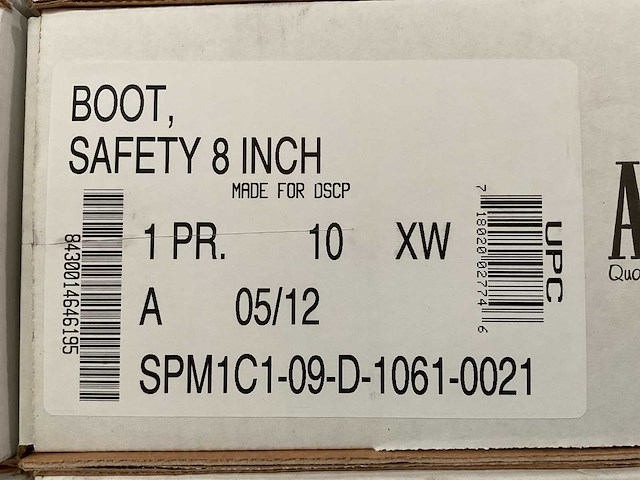 BOOT,
SAFETY 8 INCH
MADE FOR DSCP
1 PR. 10 XW
A 05/12
SPM1C1-09-D-1061-0021
8430014646195
7 18020 02774 6
UPC